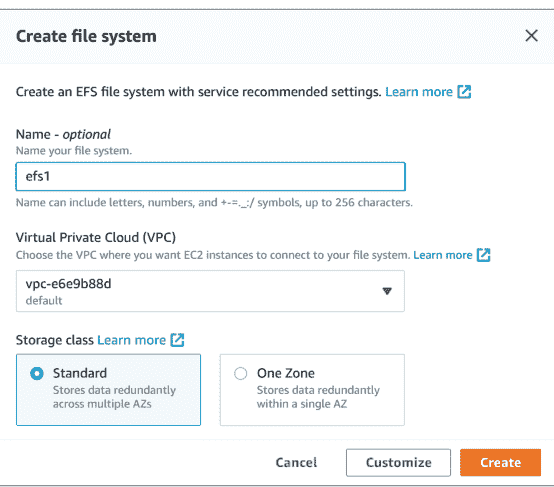 Create file system
Create an EFS file system with service recommended settings. Learn more
Name - optional
Name your file system.
efs1
Name can include letters, numbers, and +-=._:/ symbols, up to 256 characters.
Virtual Private Cloud (VPC)
Choose the VPC where you want EC2 instances to connect to your file system. Learn more
vpc-e6e9b88d
default
Storage class Learn more
Standard
Stores data redundantly
across multiple AZs
One Zone
Stores data redundantly
within a single AZ
Cancel
Customize
Create